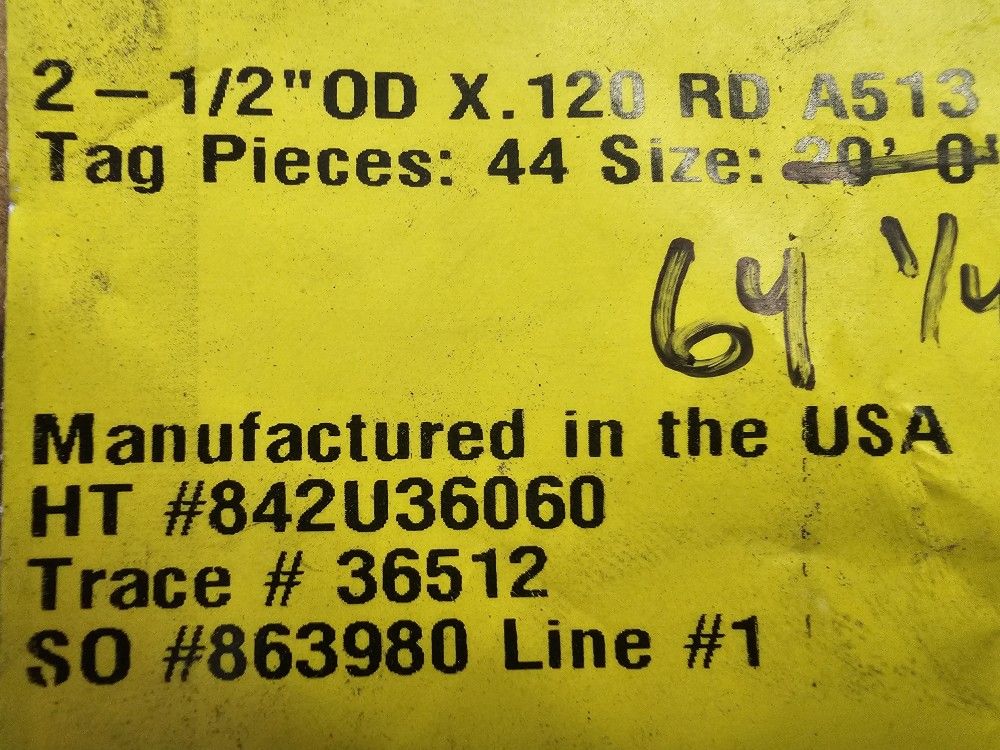 2 – 1/2"OD X.120 RD A513
Tag Pieces: 44 Size: 20' 0"
64 1/4
Manufactured in the USA
HT #842U36060
Trace # 36512
SO #863980 Line #1